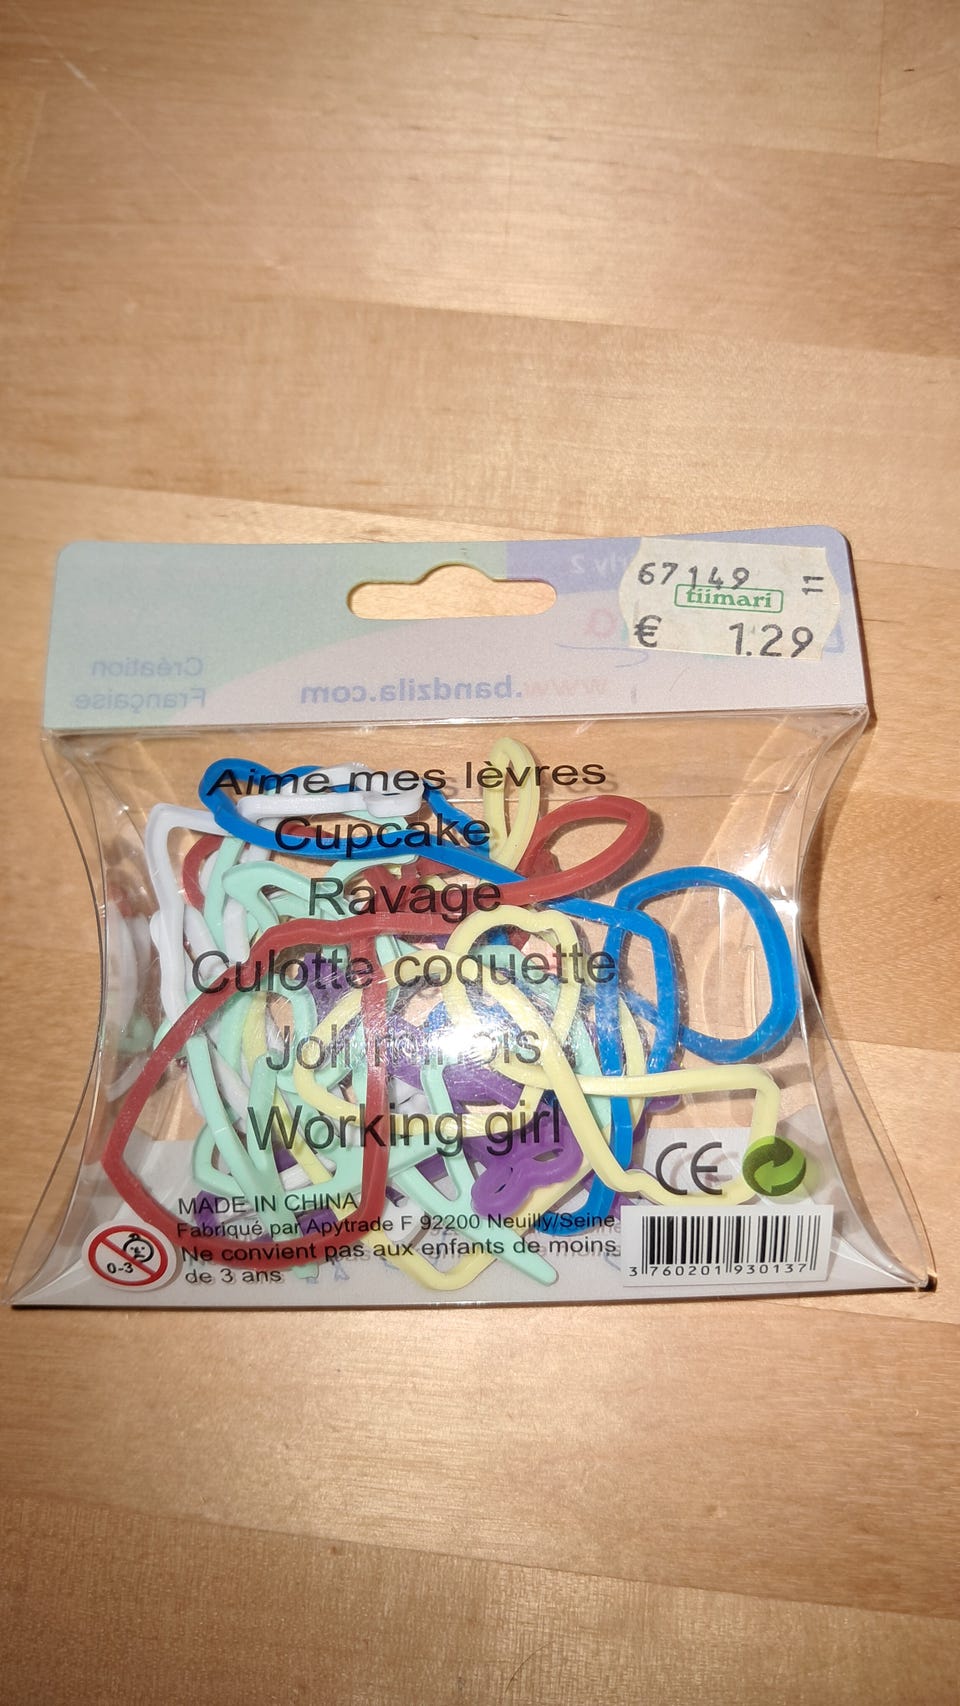 67149
tiimari
€ 1.29
Création
Française
www.bandzila.com
Aime mes lèvres
Cupcake
Ravage
Culotte coquette
Joli minois
Working girl
CE
MADE IN CHINA
Fabriqué par Apytrade F 92200 Neuilly/Seine
Ne convient pas aux enfants de moins
de 3 ans
0-3
3 760201 930137